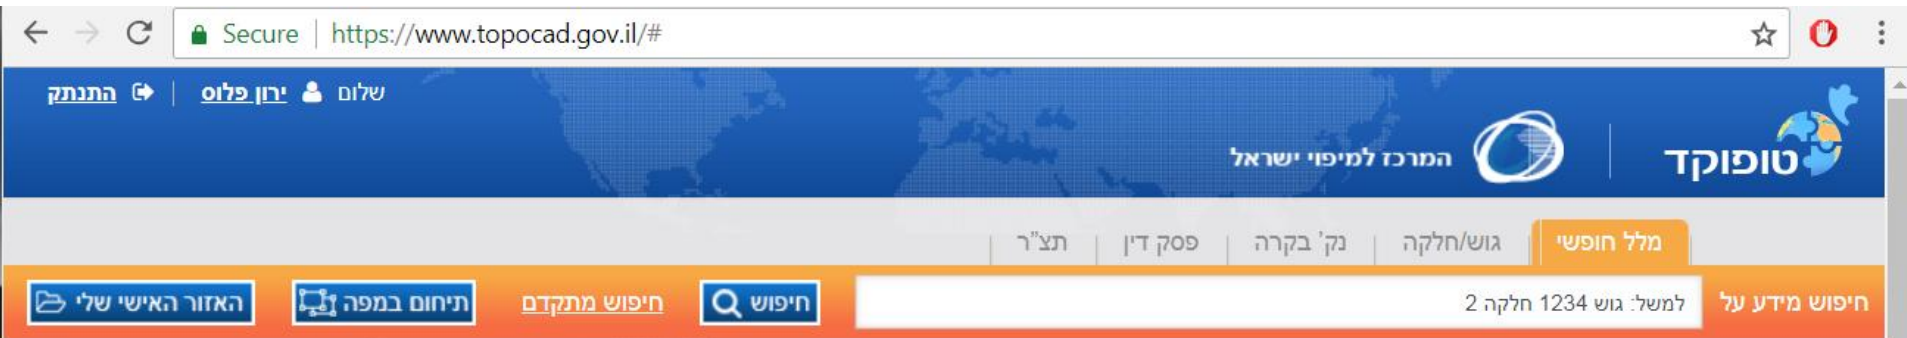 Secure | https://www.topocad.gov.il/#
שלום ירון פלוס | התנתק
המרכז למיפוי ישראל
טופוקד
מלל חופשי | גוש/חלקה | נק' בקרה | פסק דין | תצ"ר
חיפוש מידע על למשל: גוש 1234 חלקה 2 חיפוש חיפוש מתקדם תיחום במפה האזור האישי שלי